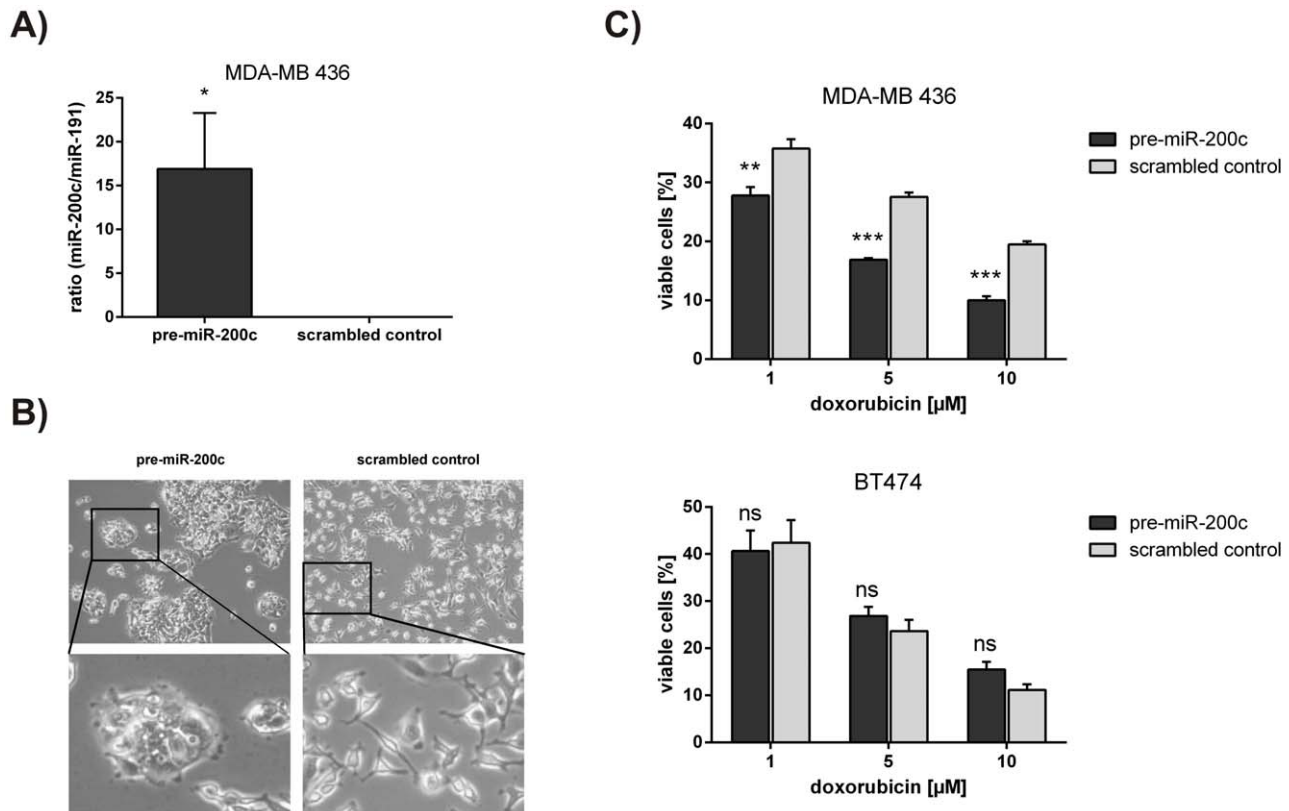 A)
MDA-MB 436
*
25
20
15
10
5
0
ratio (miR-200c/miR-191)
pre-miR-200c scrambled control
B)
pre-miR-200c scrambled control
C)
MDA-MB 436
pre-miR-200c
scrambled control
40
30
20
10
0
viable cells [%]
** *** ***
1 5 10
doxorubicin [µM]
BT474
pre-miR-200c
scrambled control
50
40
30
20
10
0
viable cells [%]
ns ns ns
1 5 10
doxorubicin [µM]